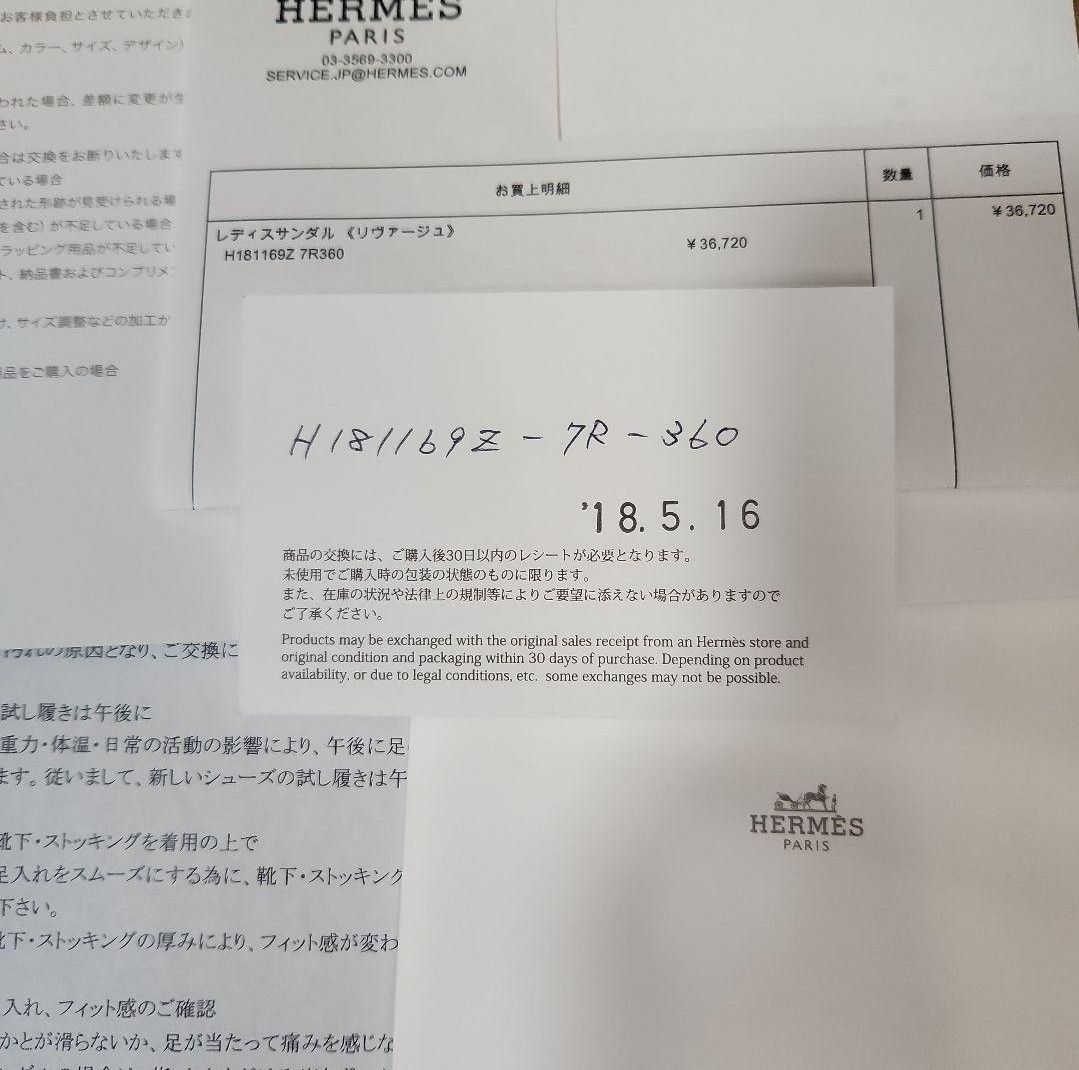 お客様負担とさせていただきま
ム、カラー、サイズ、デザイン)
われた場合、差額に変更が生
さい。
合は交換をお断りいたします
ている場合
された形跡が見受けられる場
を含む)が不足している場合
ラッピング用品が不足してい
ト、納品書およびコンプリメ
け、サイズ調整などの加工が
品をご購入の場合
HERMÈS
PARIS
03-3569-3300
SERVICE.JP@HERMES.COM
お買上明細 数量 価格
レディスサンダル 《リヴァージュ》 1 ¥36,720
H181169Z 7R360 ¥36,720
H181169Z-7R-360
'18.5.16
商品の交換には、ご購入後30日以内のレシートが必要となります。
未使用でご購入時の包装の状態のものに限ります。
また、在庫の状況や法律上の規制等によりご要望に添えない場合がありますので
ご了承ください。
Products may be exchanged with the original sales receipt from an Hermès store and
original condition and packaging within 30 days of purchase. Depending on product
availability, or due to legal conditions, etc. some exchanges may not be possible.
の原因となり、ご交換に
試し履きは午後に
重力・体温・日常の活動の影響により、午後に足
ます。従いまして、新しいシューズの試し履きは午
靴下・ストッキングを着用の上で
足入れをスムーズにする為に、靴下・ストッキング
下さい。
靴下・ストッキングの厚みにより、フィット感が変わ
入れ、フィット感のご確認
かとが滑らないか、足が当たって痛みを感じな
HERMÈS
PARIS